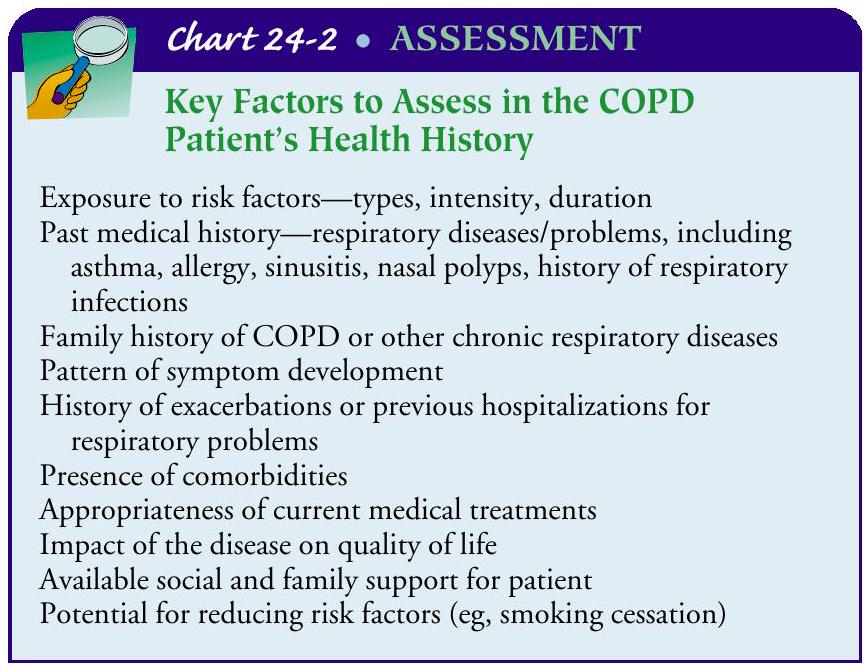 Chart 24-2 • ASSESSMENT
Key Factors to Assess in the COPD
Patient's Health History
Exposure to risk factors—types, intensity, duration
Past medical history—respiratory diseases/problems, including
asthma, allergy, sinusitis, nasal polyps, history of respiratory
infections
Family history of COPD or other chronic respiratory diseases
Pattern of symptom development
History of exacerbations or previous hospitalizations for
respiratory problems
Presence of comorbidities
Appropriateness of current medical treatments
Impact of the disease on quality of life
Available social and family support for patient
Potential for reducing risk factors (eg, smoking cessation)